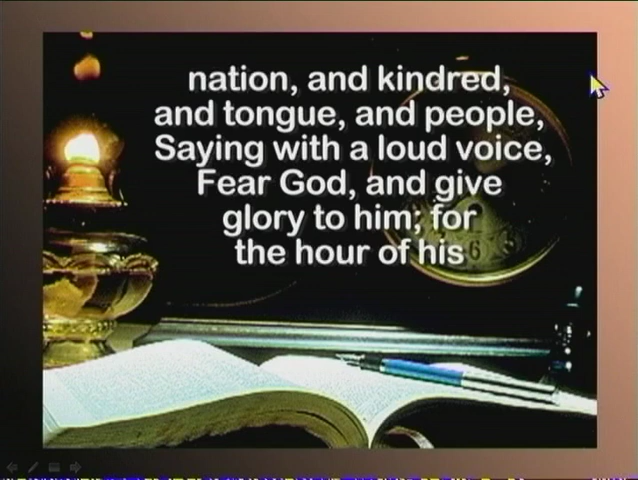 nation, and kindred,
and tongue, and people,
Saying with a loud voice,
Fear God, and give
glory to him; for
the hour of his